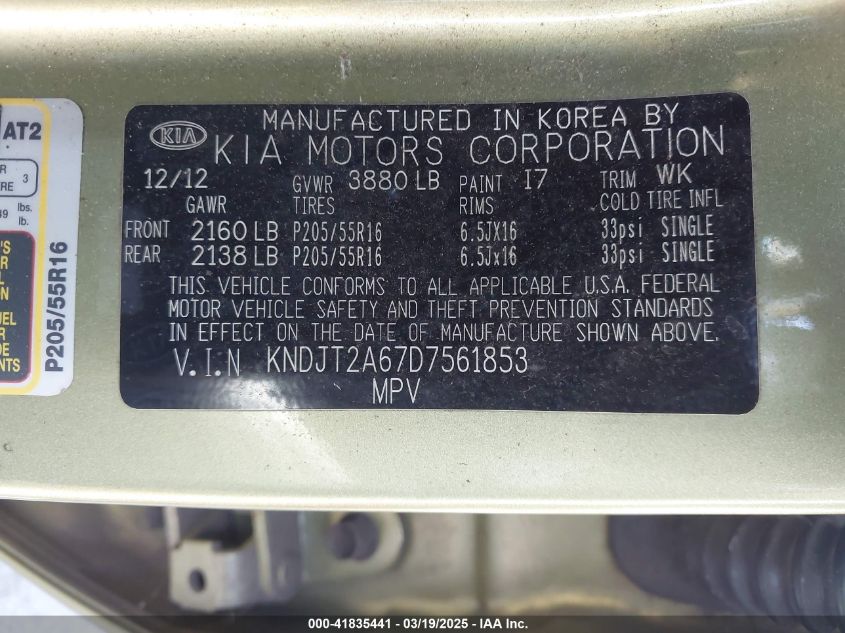 MANUFACTURED IN KOREA BY
KIA KIA MOTORS CORPORATION
12/12 GVWR 3880 LB PAINT I7 TRIM WK
GAWR TIRES RIMS COLD TIRE INFL
FRONT 2160 LB P205/55R16 6.5JX16 33psi SINGLE
REAR 2138 LB P205/55R16 6.5Jx16 33psi SINGLE
THIS VEHICLE CONFORMS TO ALL APPLICABLE U.S.A. FEDERAL
MOTOR VEHICLE SAFETY AND THEFT PREVENTION STANDARDS
IN EFFECT ON THE DATE OF MANUFACTURE SHOWN ABOVE.
V.I.N KNDJT2A67D7561853
MPV
AT2
3
lbs.
lb.
P205/55R16
000-41835441 - 03/19/2025 - © IAA, Inc.